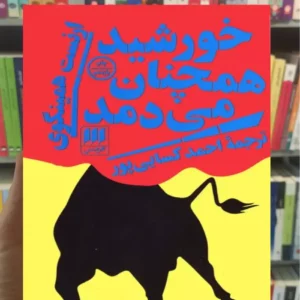 خورشید
همچنان
می‌دمد
ارنست همینگوی
ترجمهٔ احمد کسایی‌پور